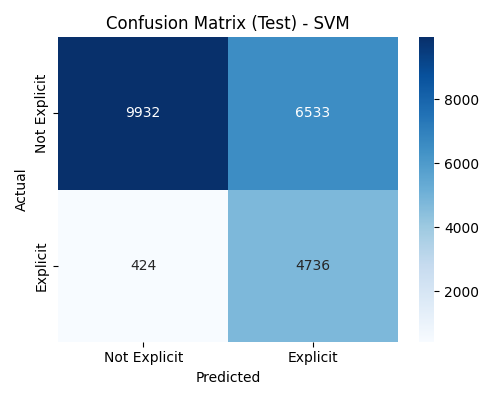 Confusion Matrix (Test) - SVM
Actual
Not Explicit
9932
6533
Explicit
424
4736
Not Explicit
Explicit
Predicted
8000
6000
4000
2000